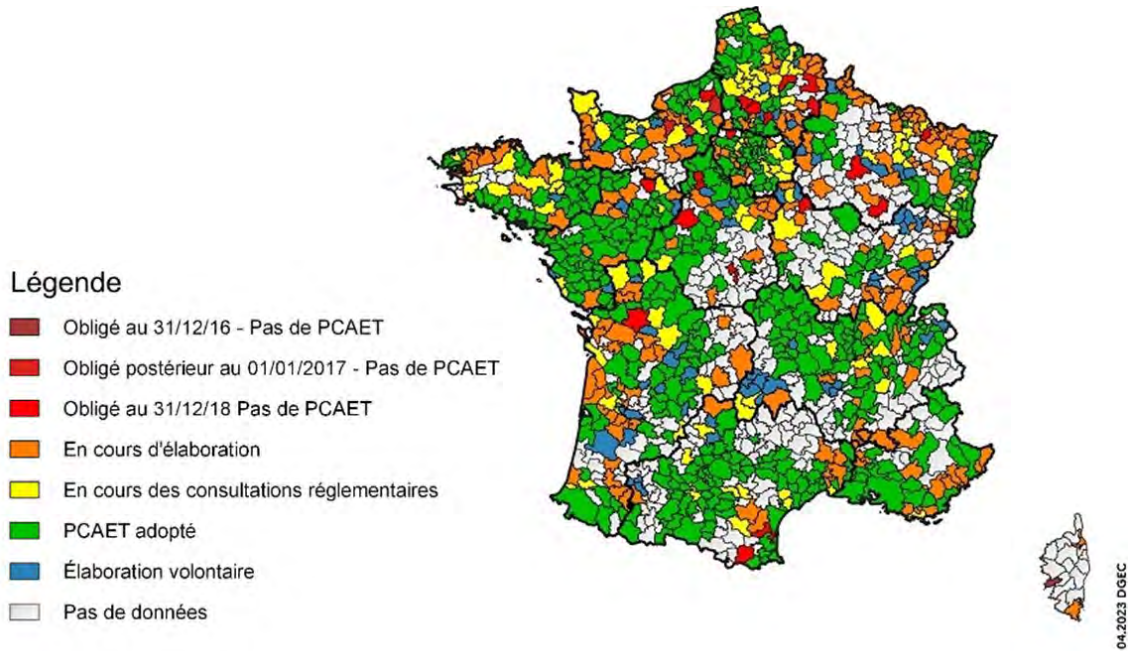 Légende
Obligé au 31/12/16 - Pas de PCAET
Obligé postérieur au 01/01/2017 - Pas de PCAET
Obligé au 31/12/18 Pas de PCAET
En cours d'élaboration
En cours des consultations réglementaires
PCAET adopté
Élaboration volontaire
Pas de données
04.2023 DGEC